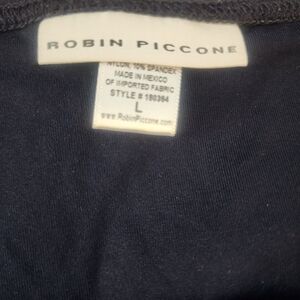 ROBIN PICCONE
NYLON, 10% SPANDEX
MADE IN MEXICO
OF IMPORTED FABRIC
STYLE # 180364
L
www.RobinPiccone.com